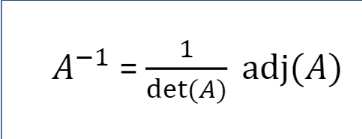 A⁻¹ = 1/det(A) adj(A)